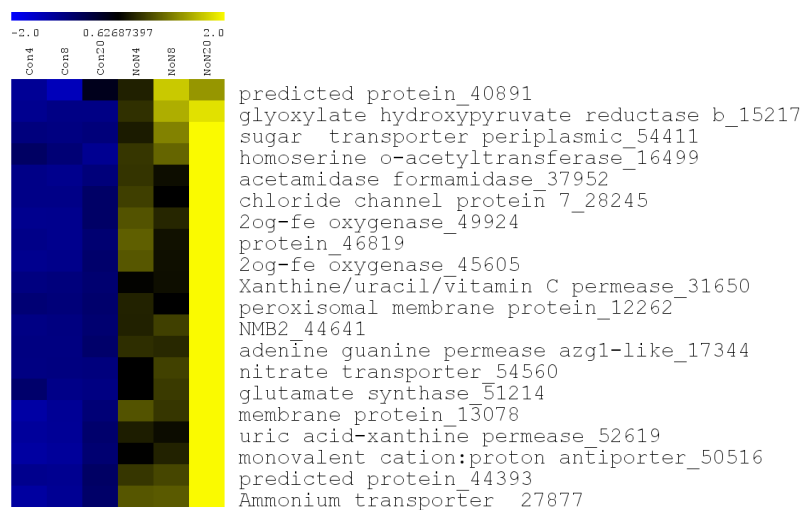 -2.0 0.62687397 2.0
Con4 Con8 Con20 NoN4 NoN8 NoN20
predicted protein_40891
glyoxylate hydroxypyruvate reductase b_15217
sugar transporter periplasmic_54411
homoserine o-acetyltransferase_16499
acetamidase formamidase_37952
chloride channel protein 7_28245
2og-fe oxygenase_49924
protein_46819
2og-fe oxygenase_45605
Xanthine/uracil/vitamin C permease_31650
peroxisomal membrane protein_12262
NMB2_44641
adenine guanine permease azg1-like_17344
nitrate transporter_54560
glutamate synthase_51214
membrane protein_13078
uric acid-xanthine permease_52619
monovalent cation:proton antiporter_50516
predicted protein_44393
Ammonium transporter_27877